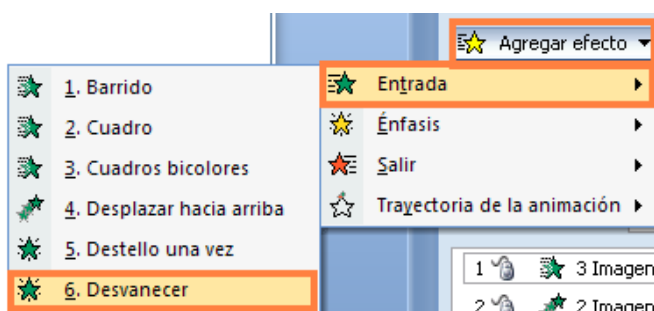 Agregar efecto
Entrada
Énfasis
Salir
Trayectoria de la animación
1. Barrido
2. Cuadro
3. Cuadros bicolores
4. Desplazar hacia arriba
5. Destello una vez
6. Desvanecer
1 3 Imagen
2 2 Imagen